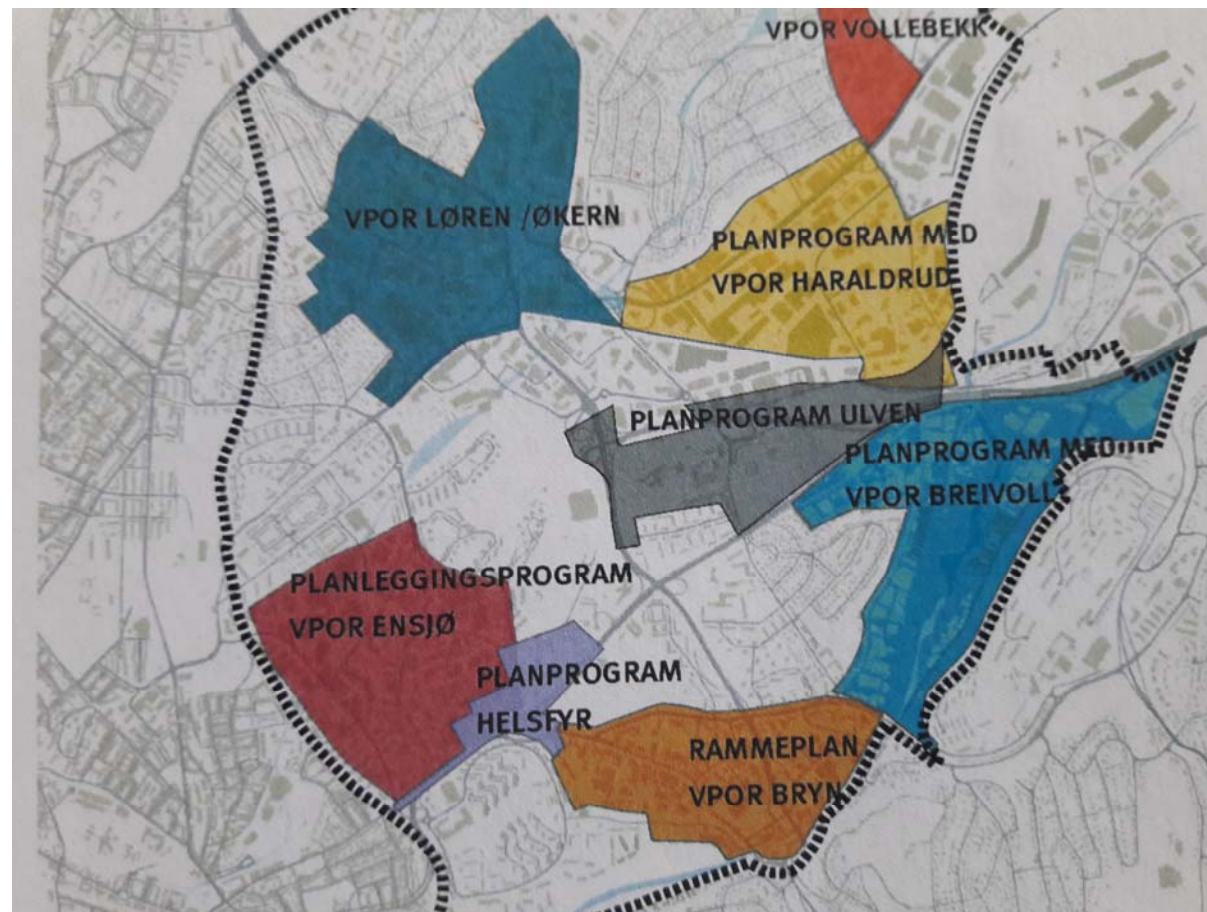 VPOR VOLLEBEKK
VPOR LØREN /ØKERN
PLANPROGRAM MED
VPOR HARALDRUD
PLANPROGRAM ULVEN
PLANPROGRAM MED
VPOR BREIVOLL
PLANLEGGINGSPROGRAM
VPOR ENSJØ
PLANPROGRAM
HELSFYR
RAMMEPLAN
VPOR BRYN